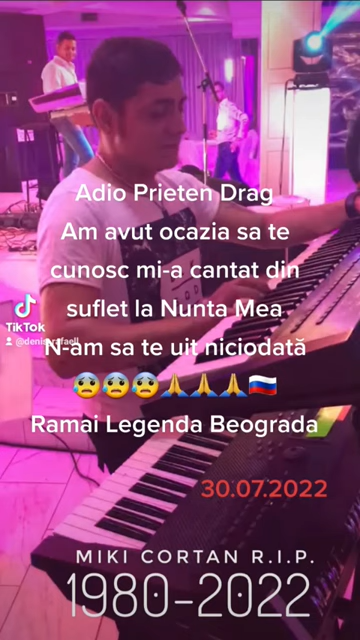 Adio Prieten Drag
Am avut ocazia sa te
cunosc mi-a cantat din
suflet la Nunta Mea
TikTok
N-am sa te uit niciodată
😰😰😰🙏🙏🙏🇷🇺
Ramai Legenda Beograda
30.07.2022
MIKI CORTAN R.I.P.
1980-2022